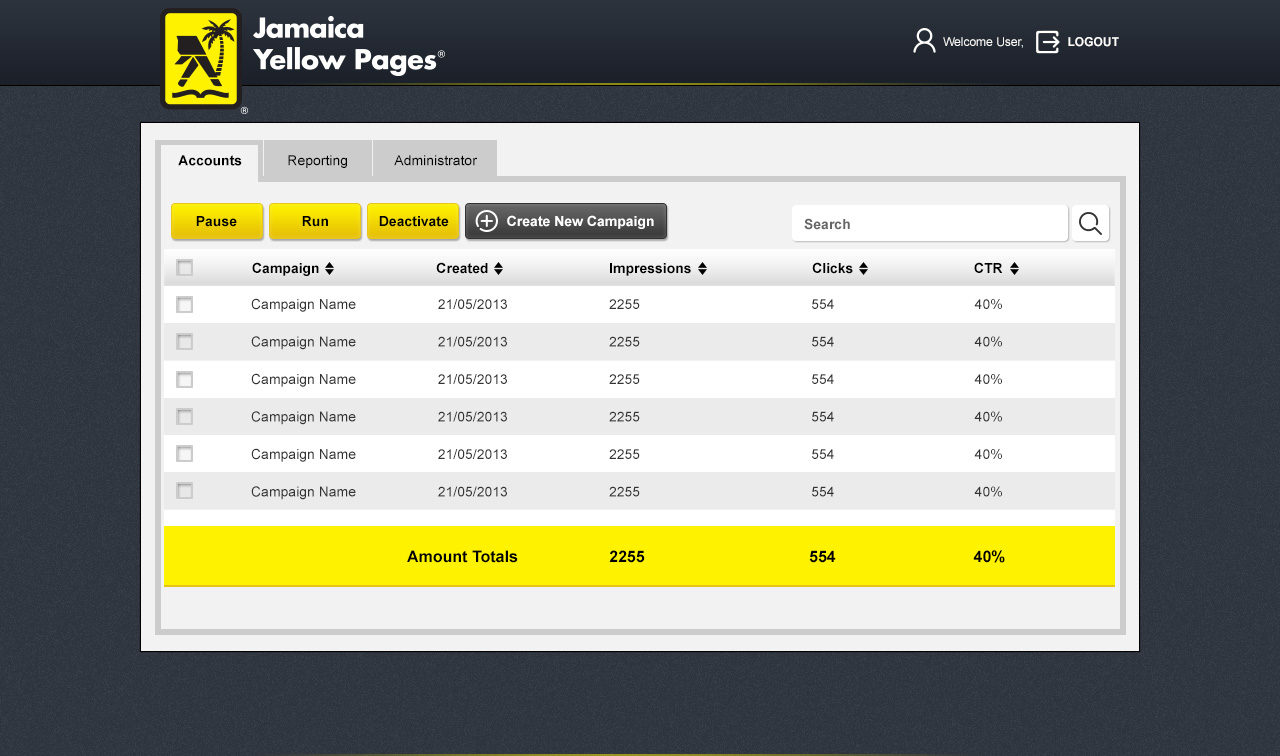 Jamaica
Yellow Pages®
®
Welcome User, LOGOUT
Accounts Reporting Administrator
Pause Run Deactivate Create New Campaign Search
Campaign Created Impressions Clicks CTR
Campaign Name 21/05/2013 2255 554 40%
Campaign Name 21/05/2013 2255 554 40%
Campaign Name 21/05/2013 2255 554 40%
Campaign Name 21/05/2013 2255 554 40%
Campaign Name 21/05/2013 2255 554 40%
Campaign Name 21/05/2013 2255 554 40%
Amount Totals 2255 554 40%